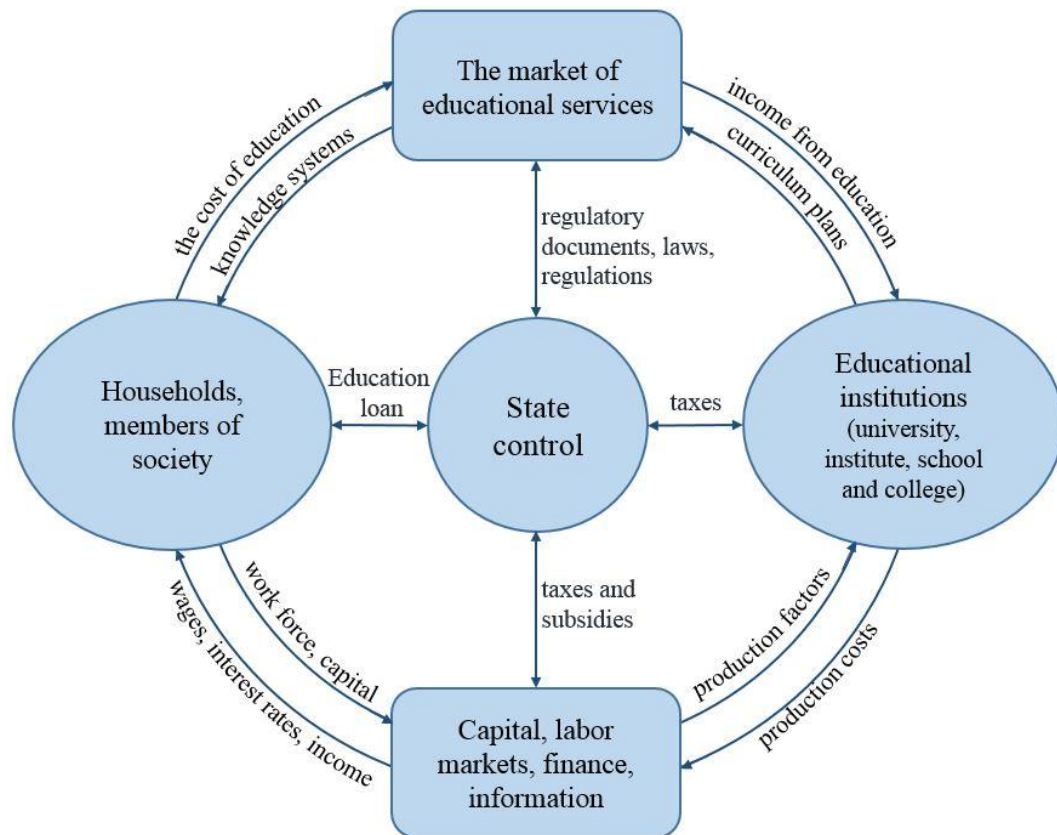 The market of
educational services
the cost of education
knowledge systems
income from education
curriculum plans
regulatory
documents, laws,
regulations
Households,
members of
society
Education
loan
State
control
taxes
Educational
institutions
(university,
institute, school
and college)
work force, capital
wages, interest rates, income
taxes and
subsidies
production factors
production costs
Capital, labor
markets, finance,
information